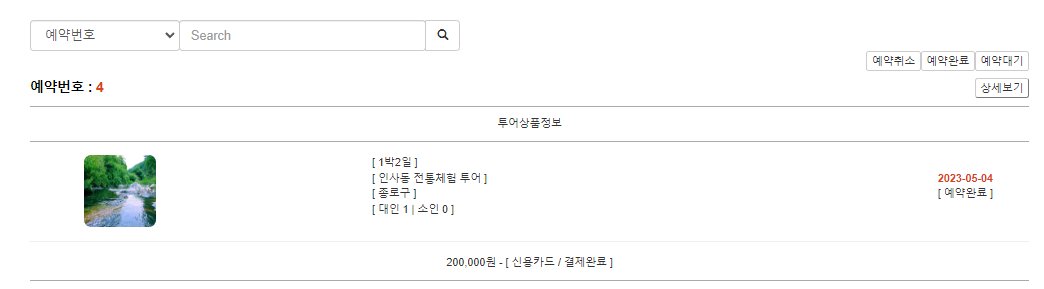 예약번호
Search
예약취소 예약완료 예약대기
예약번호 : 4
상세보기
투어상품정보
[ 1박2일 ]
[ 인사동 전통체험 투어 ]
[ 종로구 ]
[ 대인 1 | 소인 0 ]
2023-05-04
[ 예약완료 ]
200,000원 - [ 신용카드 / 결제완료 ]